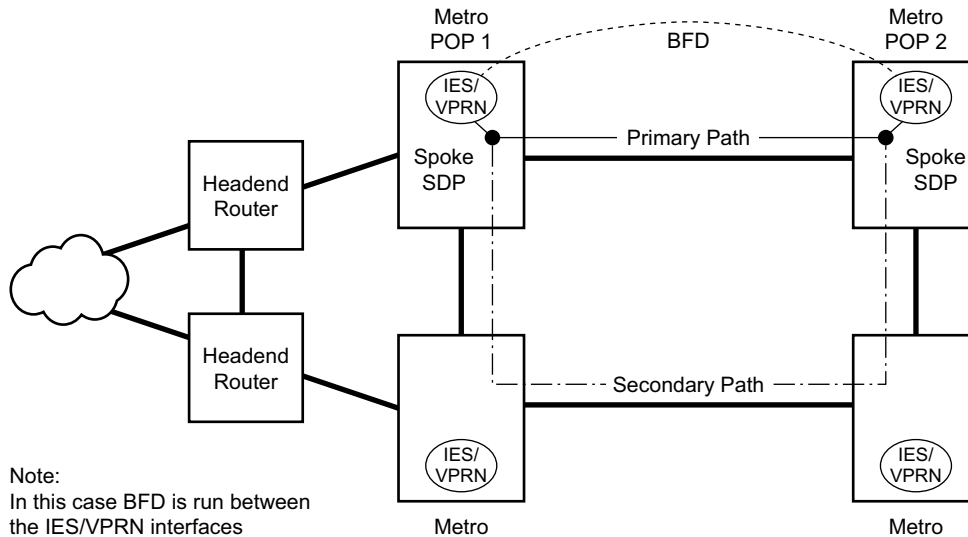 Metro
POP 1
Metro
POP 2
BFD
IES/
VPRN
IES/
VPRN
Primary Path
Spoke
SDP
Spoke
SDP
Headend
Router
Headend
Router
Secondary Path
IES/
VPRN
IES/
VPRN
Note:
In this case BFD is run between
the IES/VPRN interfaces
Metro
Metro